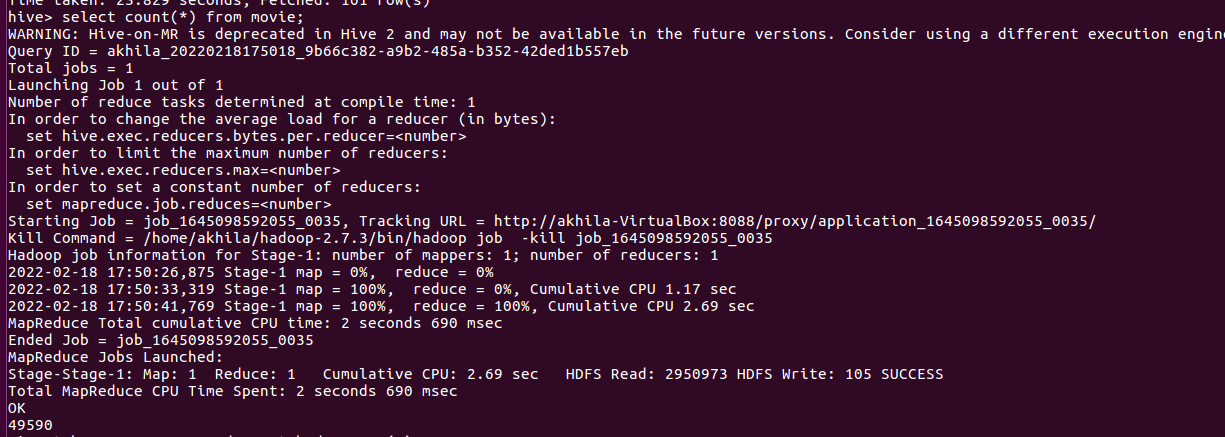 Time taken: 23.829 seconds, Fetched: 101 row(s)
hive> select count(*) from movie;
WARNING: Hive-on-MR is deprecated in Hive 2 and may not be available in the future versions. Consider using a different execution engin
Query ID = akhila_20220218175018_9b66c382-a9b2-485a-b352-42ded1b557eb
Total jobs = 1
Launching Job 1 out of 1
Number of reduce tasks determined at compile time: 1
In order to change the average load for a reducer (in bytes):
  set hive.exec.reducers.bytes.per.reducer=<number>
In order to limit the maximum number of reducers:
  set hive.exec.reducers.max=<number>
In order to set a constant number of reducers:
  set mapreduce.job.reduces=<number>
Starting Job = job_1645098592055_0035, Tracking URL = http://akhila-VirtualBox:8088/proxy/application_1645098592055_0035/
Kill Command = /home/akhila/hadoop-2.7.3/bin/hadoop job  -kill job_1645098592055_0035
Hadoop job information for Stage-1: number of mappers: 1; number of reducers: 1
2022-02-18 17:50:26,875 Stage-1 map = 0%,  reduce = 0%
2022-02-18 17:50:33,319 Stage-1 map = 100%,  reduce = 0%, Cumulative CPU 1.17 sec
2022-02-18 17:50:41,769 Stage-1 map = 100%,  reduce = 100%, Cumulative CPU 2.69 sec
MapReduce Total cumulative CPU time: 2 seconds 690 msec
Ended Job = job_1645098592055_0035
MapReduce Jobs Launched:
Stage-Stage-1: Map: 1  Reduce: 1   Cumulative CPU: 2.69 sec   HDFS Read: 2950973 HDFS Write: 105 SUCCESS
Total MapReduce CPU Time Spent: 2 seconds 690 msec
OK
49590